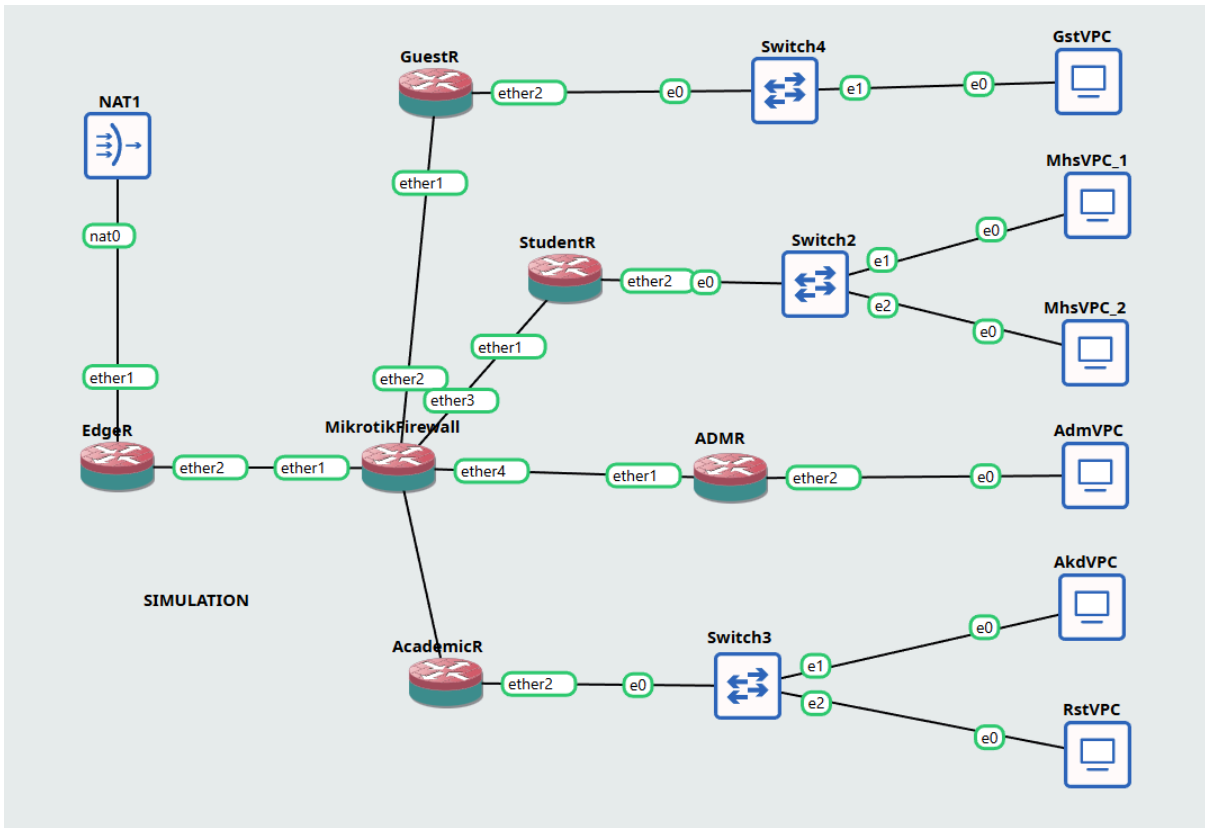 GuestR
Switch4
GstVPC
ether2
e0
e1
e0
NAT1
MhsVPC_1
ether1
nat0
StudentR
Switch2
e0
ether2
e0
e1
e2
e0
MhsVPC_2
ether1
ether1
ether2
ether3
EdgeR
MikrotikFirewall
ADMR
AdmVPC
ether2
ether1
ether4
ether1
ether2
e0
AkdVPC
SIMULATION
e0
AcademicR
Switch3
e1
ether2
e0
e2
RstVPC
e0